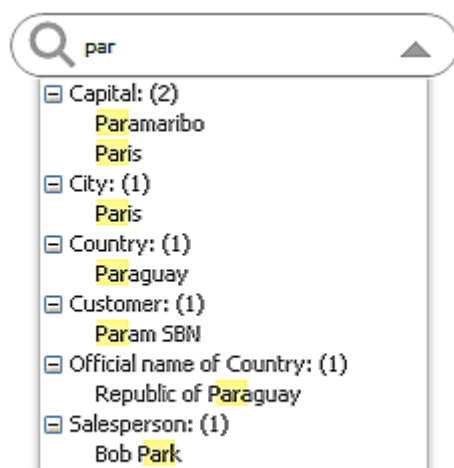 par
Capital: (2)
Paramaribo
Paris
City: (1)
Paris
Country: (1)
Paraguay
Customer: (1)
Param SBN
Official name of Country: (1)
Republic of Paraguay
Salesperson: (1)
Bob Park